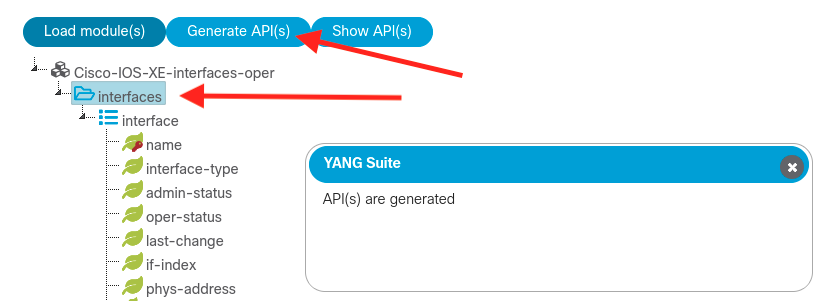 Load module(s) Generate API(s) Show API(s)
Cisco-IOS-XE-interfaces-oper
interfaces
interface
name
interface-type
admin-status
oper-status
last-change
if-index
phys-address
YANG Suite
API(s) are generated